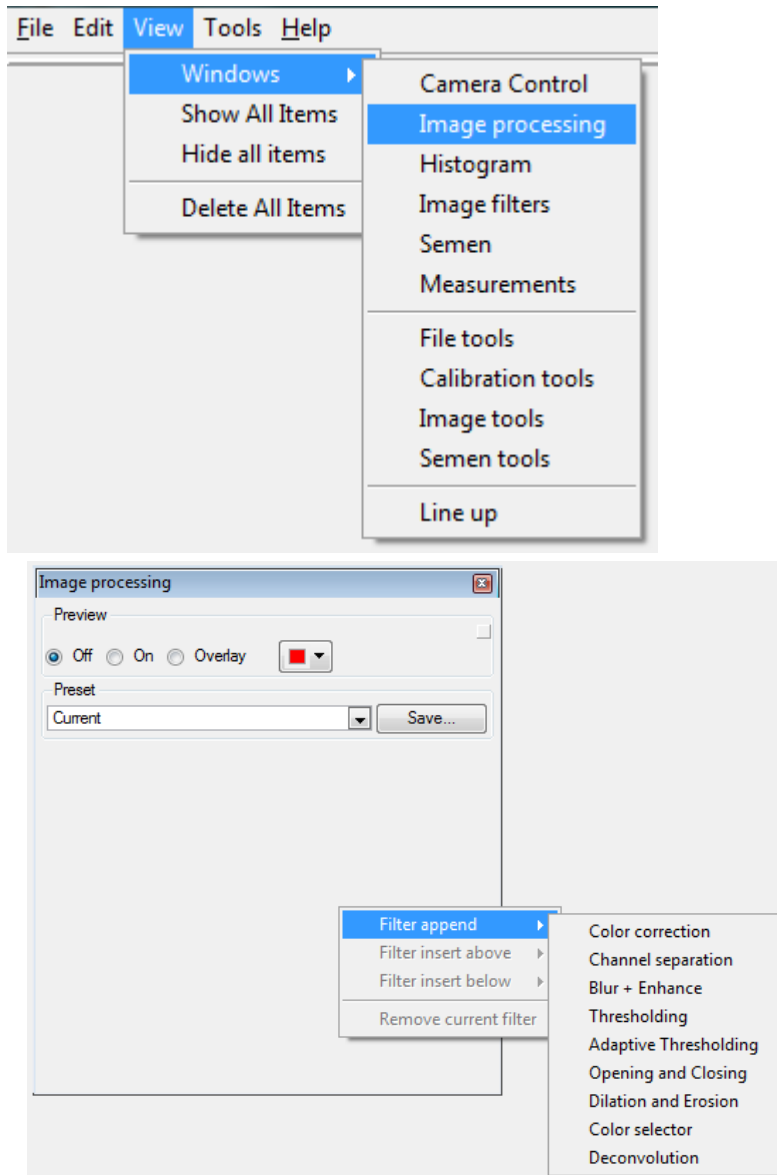 File Edit View Tools Help
Windows
Show All Items
Hide all items
Delete All Items
Camera Control
Image processing
Histogram
Image filters
Semen
Measurements
File tools
Calibration tools
Image tools
Semen tools
Line up
Image processing
Preview
Off On Overlay
Preset
Current Save...
Filter append
Filter insert above
Filter insert below
Remove current filter
Color correction
Channel separation
Blur + Enhance
Thresholding
Adaptive Thresholding
Opening and Closing
Dilation and Erosion
Color selector
Deconvolution